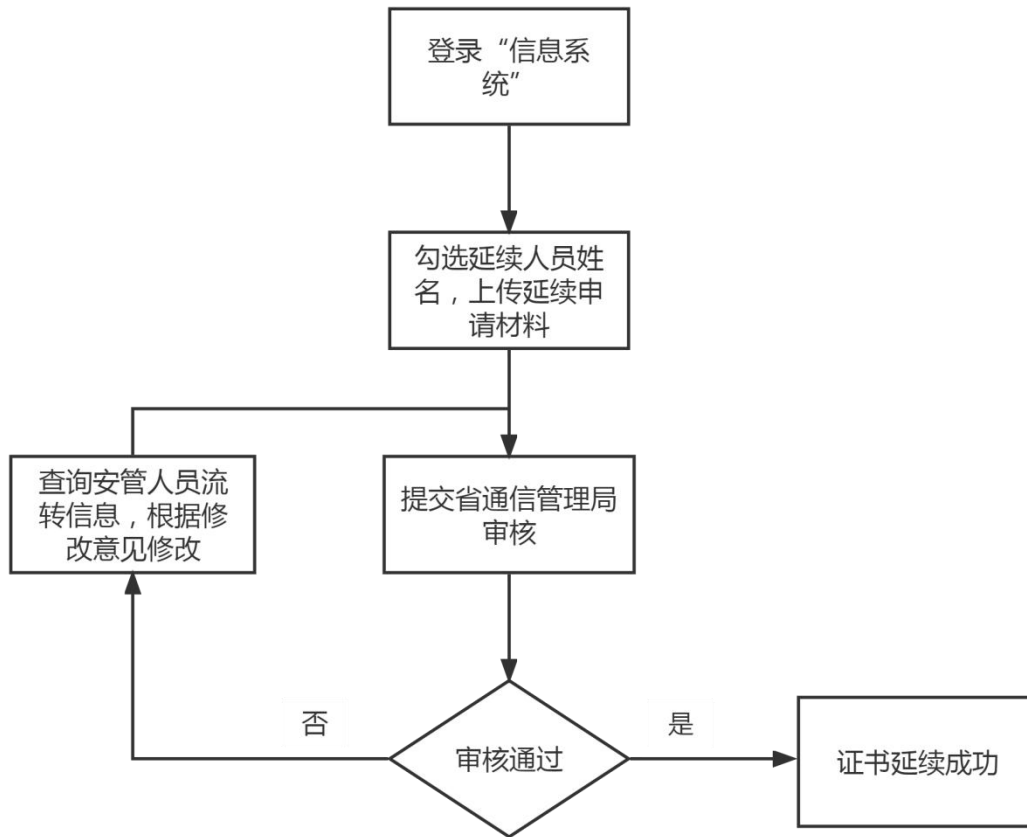 登录“信息系
统”
勾选延续人员姓
名，上传延续申
请材料
查询安管人员流
转信息，根据修
改意见修改
提交省通信管理局
审核
否
审核通过
是
证书延续成功